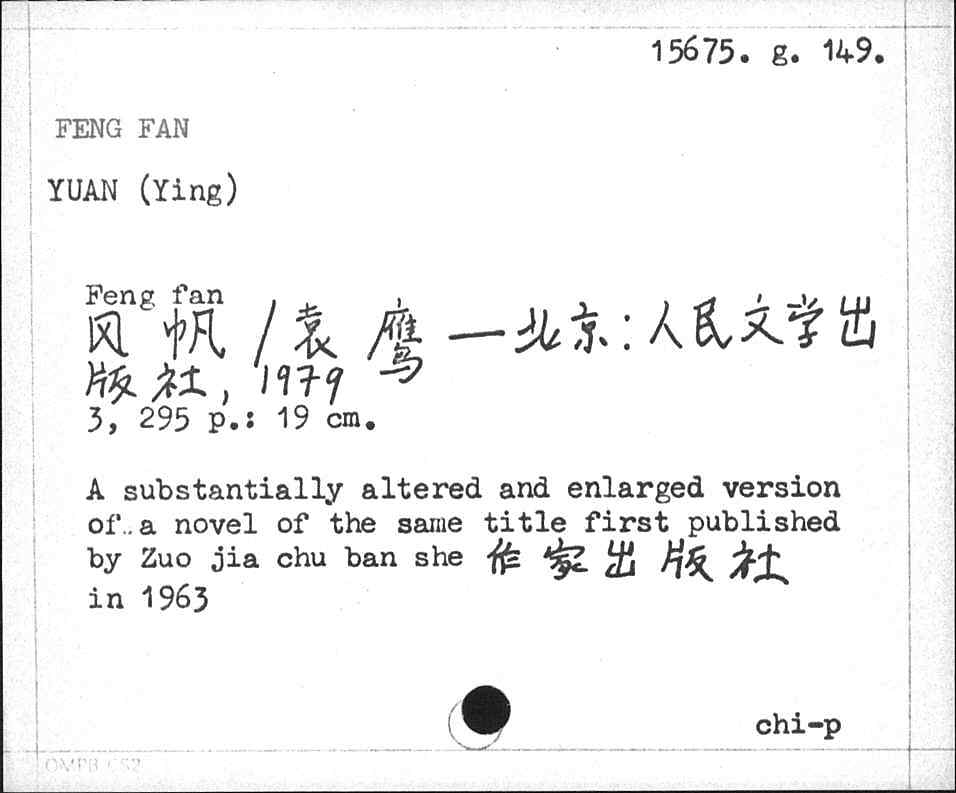 15675. g. 149.
FENG FAN
YUAN (Ying)
Feng fan
风帆/袁鹰—北京:人民文学出
版社, 1979
3, 295 p.: 19 cm.
A substantially altered and enlarged version
of a novel of the same title first published
by Zuo jia chu ban she 作家出版社
in 1963
chi-p
OMPB C52